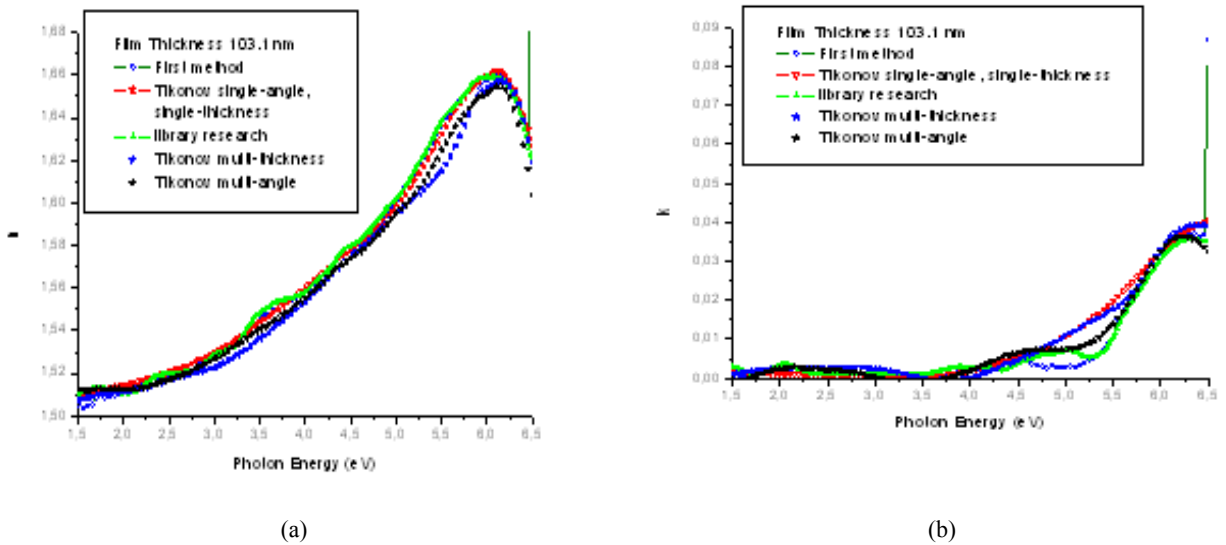 Film Thickness 103.1 nm
First method
Tikonov single-angle,
single-thickness
library research
Tikonov multi-thickness
Tikonov multi-angle
1,68
1,66
1,64
1,62
1,60
1,58
1,56
1,54
1,52
1,50
n
1,5 2,0 2,5 3,0 3,5 4,0 4,5 5,0 5,5 6,0 6,5
Photon Energy (eV)
(a)
Film Thickness 103.1 nm
First method
Tikonov single-angle, single-thickness
library research
Tikonov multi-thickness
Tikonov multi-angle
0,09
0,08
0,07
0,06
0,05
0,04
0,03
0,02
0,01
0,00
k
1,5 2,0 2,5 3,0 3,5 4,0 4,5 5,0 5,5 6,0 6,5
Photon Energy (eV)
(b)